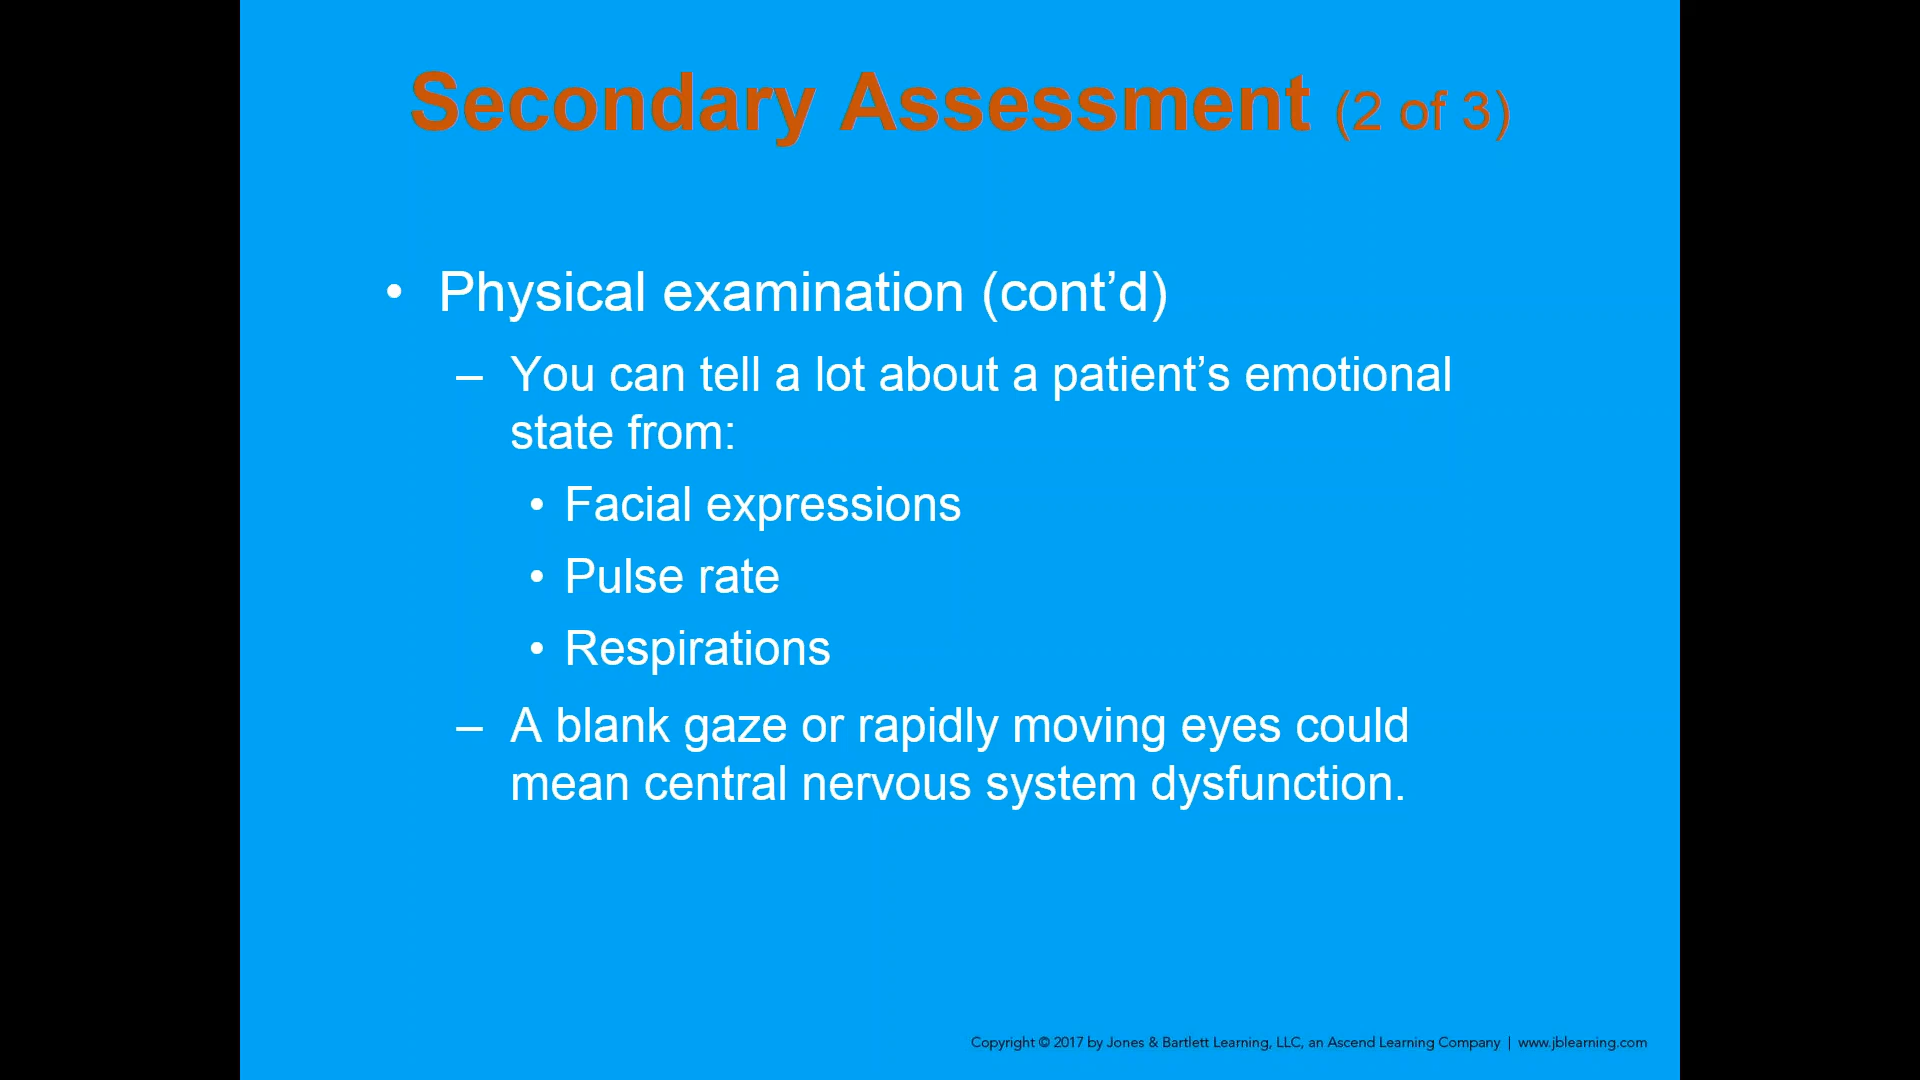 Secondary Assessment (2 of 3)
• Physical examination (cont’d)
– You can tell a lot about a patient’s emotional
state from:
• Facial expressions
• Pulse rate
• Respirations
– A blank gaze or rapidly moving eyes could
mean central nervous system dysfunction.
Copyright © 2017 by Jones & Bartlett Learning, LLC, an Ascend Learning Company | www.jblearning.com